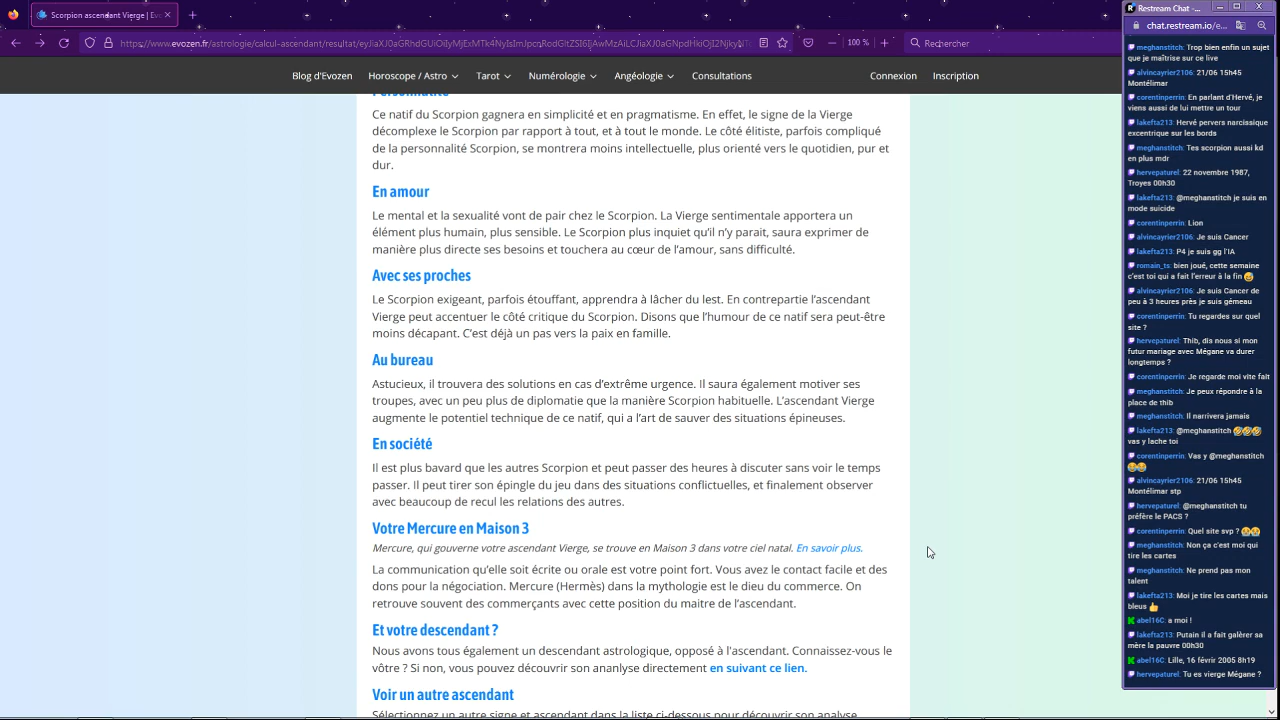 Scorpion ascendant Vierge | Evoz
https://www.evozen.fr/astrologie/calcul-ascendant/resultat/
100 %
Rechercher
Blog d'Evozen
Horoscope / Astro
Tarot
Numérologie
Angéologie
Consultations
Connexion
Inscription
Personnalité
Ce natif du Scorpion gagnera en simplicité et en pragmatisme. En effet, le signe de la Vierge
décomplexe le Scorpion par rapport à tout, et à tout le monde. Le côté élitiste, parfois compliqué
de la personnalité Scorpion, se montrera moins intellectuelle, plus orienté vers le quotidien, pur et
dur.
En amour
Le mental et la sexualité vont de pair chez le Scorpion. La Vierge sentimentale apportera un
élément plus humain, plus sensible. Le Scorpion plus inquiet qu'il n'y parait, saura exprimer de
manière plus simple ses besoins et touchera au cœur de l'amour, sans difficulté.
Avec ses proches
Le Scorpion exigeant, parfois étouffant, apprendra à lâcher du lest. En contrepartie l'ascendant
Vierge peut accentuer le côté critique du Scorpion. Disons que l'humour de ce natif sera peut-être
moins décapant. C'est déjà un pas vers la paix en famille.
Au bureau
Astucieux, il trouvera des solutions en cas d'extrême urgence. Il saura également motiver ses
troupes, avec un peu plus de diplomatie que la manière Scorpion habituelle. L'ascendant Vierge
augmente le potentiel technique de ce natif, qui a l'art de sauver des situations épineuses.
En société
Il est plus bavard que les autres Scorpion et peut passer des heures à discuter sans voir le temps
passer. Il peut tirer son épingle du jeu dans des situations conflictuelles, et finalement observer
avec beaucoup de recul les relations des autres.
Votre Mercure en Maison 3
Mercure, qui gouverne votre ascendant Vierge, se trouve en Maison 3 dans votre ciel natal. En savoir plus.
La communication qu'elle soit écrite ou orale est votre point fort. Vous avez le contact facile et des
dons pour la négociation. Mercure (Hermès) dans la mythologie est le dieu du commerce. On
retrouve souvent des commerçants avec cette position du maitre de l'ascendant.
Et votre descendant ?
Nous avons tous également un descendant astrologique, opposé à l'ascendant. Connaissez-vous le
vôtre ? Si non, vous pouvez découvrir son ananlyse directement en suivant ce lien.
Voir un autre ascendant
Sélectionnez un autre signe et ascendant dans la liste ci-dessous pour découvrir son analyse
Restream Chat -...
chat.restream.io/e...
meghanstitch: Trop bien enfin un sujet
que je maîtrise sur ce live
alvincayrier2106: 21/06 15h45
Montélimar
corentinperrin: En parlant d'Hervé, je
viens aussi de lui mettre un tour
lakefta213: Hervé pervers narcissique
excentrique sur les bords
meghanstitch: Tes scorpion aussi kd
en plus mdr
hervepaturel: 22 novembre 1987,
Troyes 00h30
lakefta213: @meghanstitch je suis en
mode suicide
corentinperrin: Lion
alvincayrier2106: Je suis Cancer
lakefta213: P4 je suis gg l'IA
romain_ts: bien joué, cette semaine
c'est toi qui a fait l'erreur à la fin 😅
alvincayrier2106: Je suis Cancer de
peu à 3 heures près je suis gémeau
corentinperrin: Tu regardes sur quel
site ?
hervepaturel: Thib, dis nous si mon
futur mariage avec Mégane va durer
longtemps ?
corentinperrin: Je regarde moi vite fait
meghanstitch: Je peux répondre à la
place de thib
meghanstitch: Il narrivera jamais
lakefta213: @meghanstitch 🤣🤣🤣
vas y lache toi
corentinperrin: Vas y @meghanstitch
😂😂
alvincayrier2106: 21/06 15h45
Montélimar stp
hervepaturel: @meghanstitch tu
préfère le PACS ?
corentinperrin: Quel site svp ? 😂😂
meghanstitch: Non ça c'est moi qui
tire les cartes
meghanstitch: Ne prend pas mon
talent
lakefta213: Moi je tire les cartes mais
bleus 👍
abel16C: a moi !
lakefta213: Putain il a fait galèrer sa
mère la pauvre 00h30
abel16C: Lille, 16 févrir 2005 8h19
hervepaturel: Tu es vierge Mégane ?